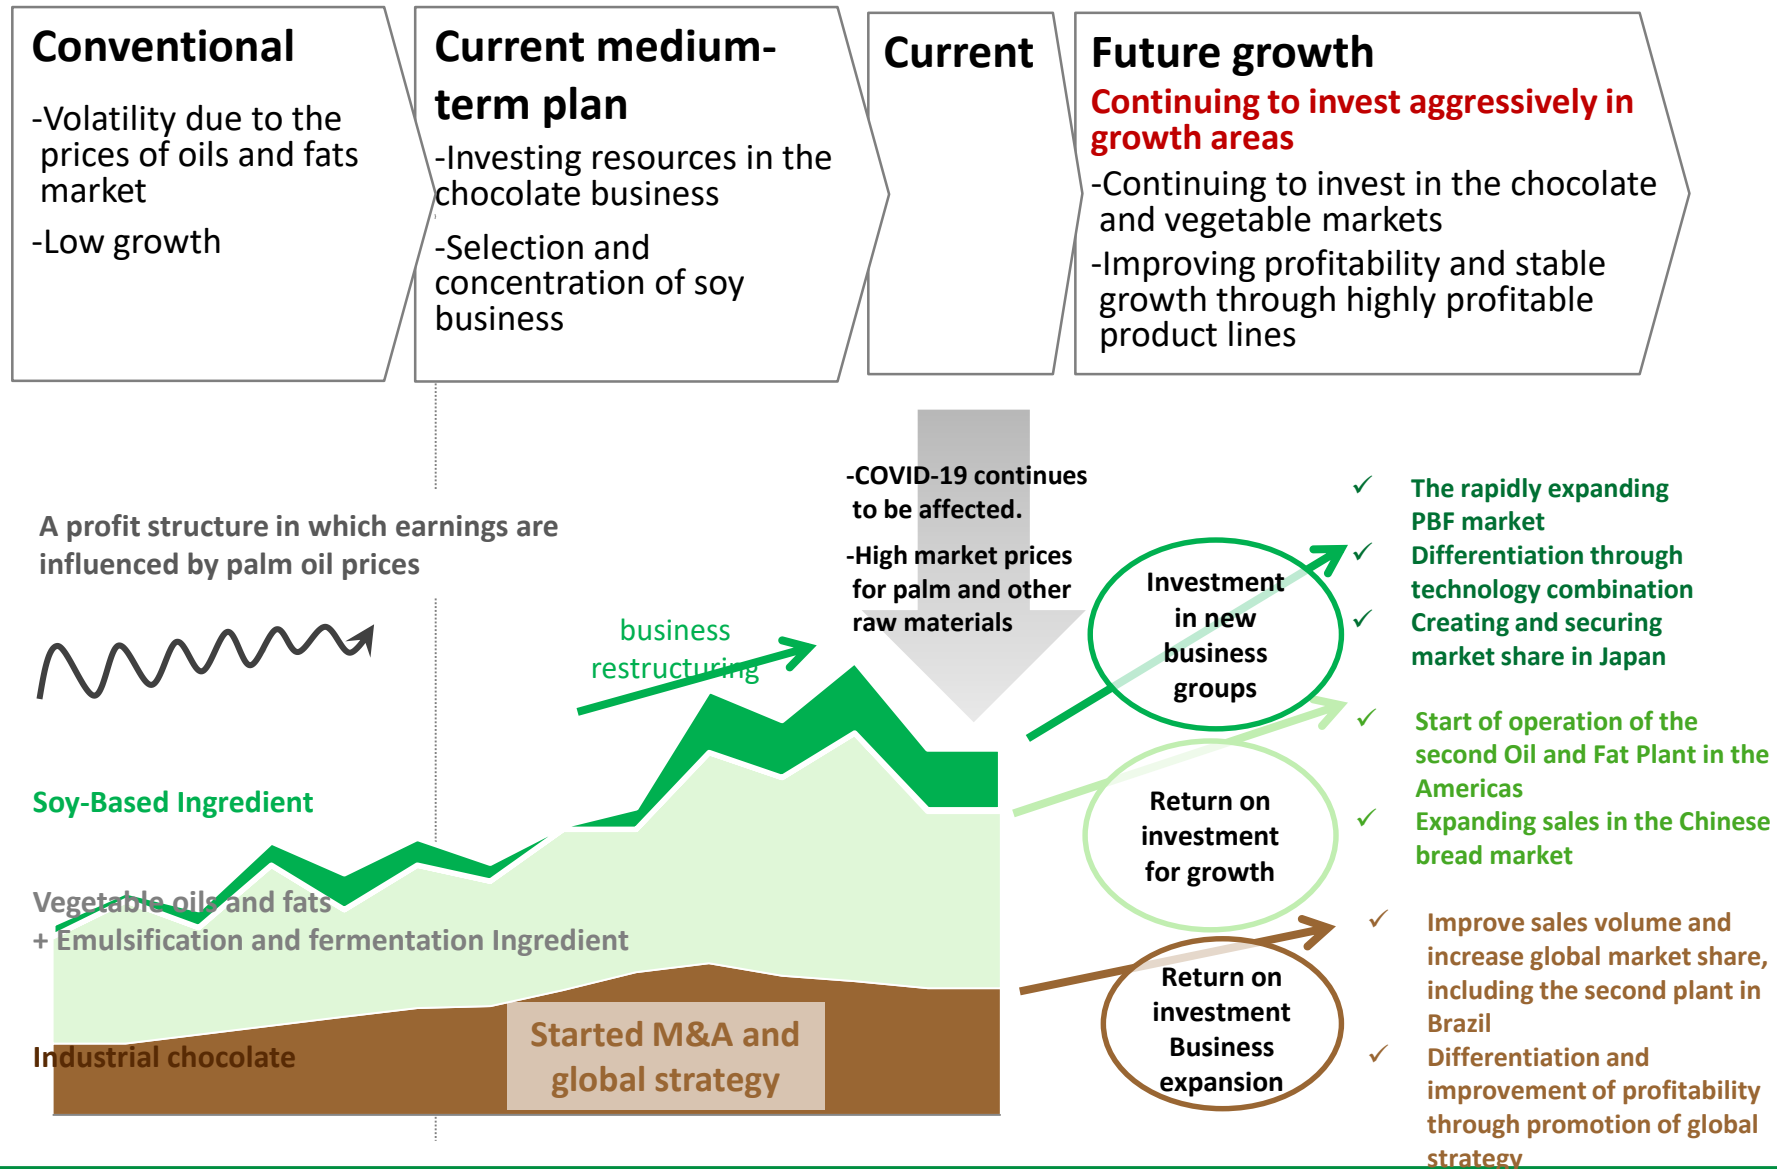 Conventional
-Volatility due to the
prices of oils and fats
market
-Low growth
Current medium-
term plan
-Investing resources in the
chocolate business
-Selection and
concentration of soy
business
Current
Future growth
Continuing to invest aggressively in
growth areas
-Continuing to invest in the chocolate
and vegetable markets
-Improving profitability and stable
growth through highly profitable
product lines
A profit structure in which earnings are
influenced by palm oil prices
business
restructuring
-COVID-19 continues
to be affected.
-High market prices
for palm and other
raw materials
Soy-Based Ingredient
Vegetable oils and fats
+ Emulsification and fermentation Ingredient
Industrial chocolate
Started M&A and
global strategy
Investment
in new
business
groups
Return on
investment
for growth
Return on
investment
Business
expansion
✓ The rapidly expanding
PBF market
✓ Differentiation through
technology combination
✓ Creating and securing
market share in Japan
✓ Start of operation of the
second Oil and Fat Plant in the
Americas
✓ Expanding sales in the Chinese
bread market
✓ Improve sales volume and
increase global market share,
including the second plant in
Brazil
✓ Differentiation and
improvement of profitability
through promotion of global
strategy